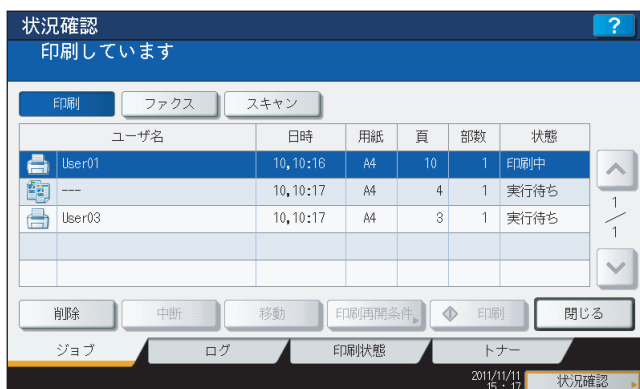 状況確認 ?
印刷しています
印刷 ファクス スキャン
ユーザ名 日時 用紙 頁 部数 状態
User01 10,10:16 A4 10 1 印刷中
--- 10,10:17 A4 4 1 実行待ち
User03 10,10:17 A4 3 1 実行待ち
1
1
削除 中断 移動 印刷再開条件 印刷 閉じる
ジョブ ログ 印刷状態 トナー
2011/11/11
15:17 状況確認